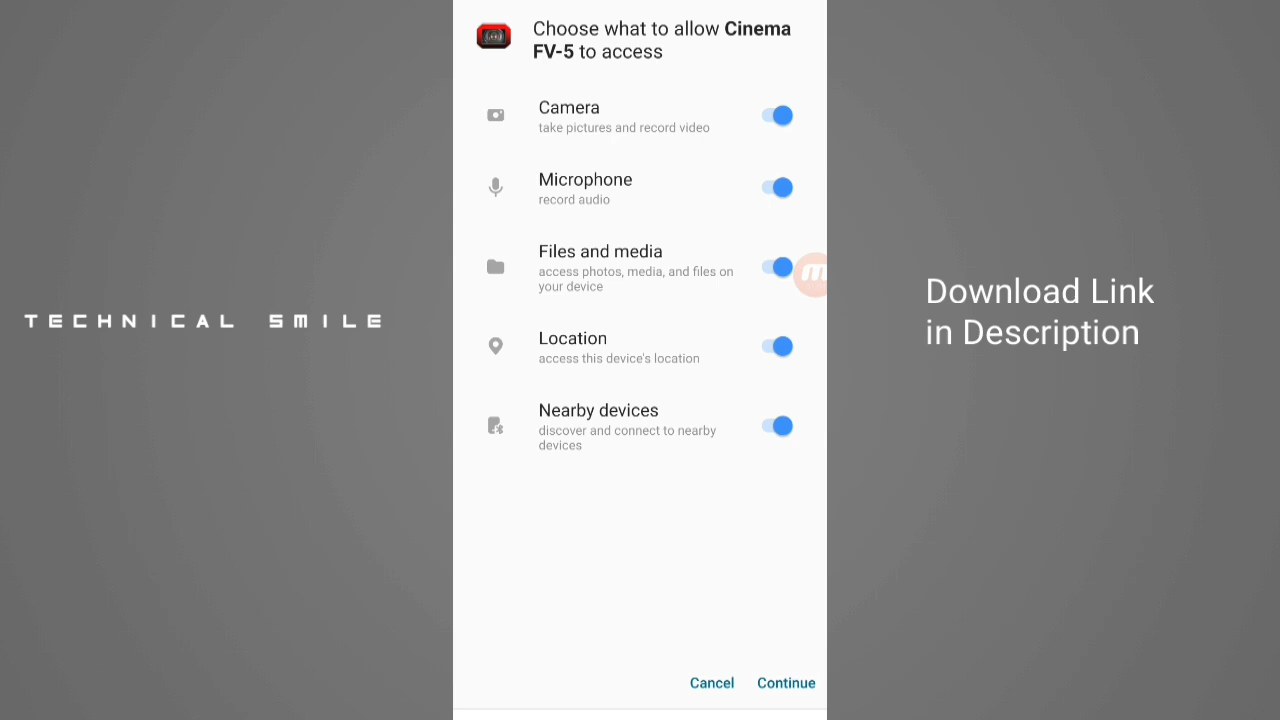 TECHNICAL SMILE
Choose what to allow Cinema
FV-5 to access
Camera
take pictures and record video
Microphone
record audio
Files and media
access photos, media, and files on
your device
Location
access this device's location
Nearby devices
discover and connect to nearby
devices
Cancel Continue
Download Link
in Description